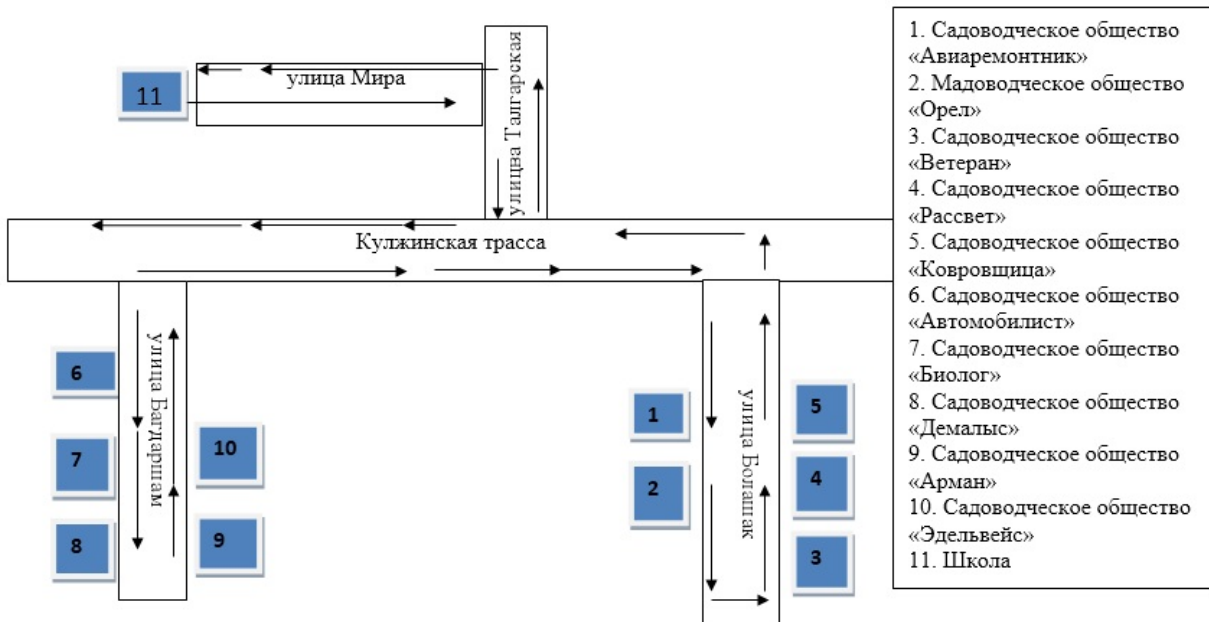 улица Мира
11
улицна Талгарская
Кулжинская трасса
улица Багдаршам
6
7
8
10
9
улица Болашак
1
2
5
4
3
1. Садоводческое общество
«Авиаремонтник»
2. Мадоводческое общество
«Орел»
3. Садоводческое общество
«Ветеран»
4. Садоводческое общество
«Рассвет»
5. Садоводческое общество
«Ковровщица»
6. Садоводческое общество
«Автомобилист»
7. Садоводческое общество
«Биолог»
8. Садоводческое общество
«Демалыс»
9. Садоводческое общество
«Арман»
10. Садоводческое общество
«Эдельвейс»
11. Школа